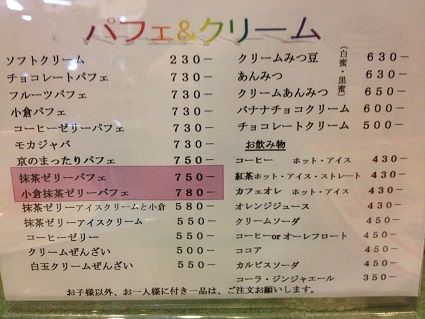 パフェ&クリーム
ソフトクリーム 230−
チョコレートパフェ 730−
フルーツパフェ 730−
小倉パフェ 730−
コーヒーゼリーパフェ 730−
モカジャバ 730−
京のまったりパフェ 750−
抹茶ゼリーパフェ 750−
小倉抹茶ゼリーパフェ 780−
抹茶ゼリーアイスクリームと小倉 580−
抹茶ゼリーアイスクリーム 550−
コーヒーゼリー 500−
クリームぜんざい 550−
白玉クリームぜんざい 550−
クリームみつ豆 630−
あんみつ 630−
クリームあんみつ 650−
(白蜜・黒蜜)
バナナチョコクリーム 600−
チョコレートクリーム 500−
お飲み物
コーヒー ホット・アイス 430−
紅茶ホット・アイス・ストレート 430−
カフェオレ ホット・アイス 430−
オレンジジュース 430−
クリームソーダ 450−
コーヒーorオーレフロート 450−
ココア 450−
カルピスソーダ 450−
コーラ・ジンジャエール 350−
お子様以外、お一人様に付き一品は、ご注文お願いします。